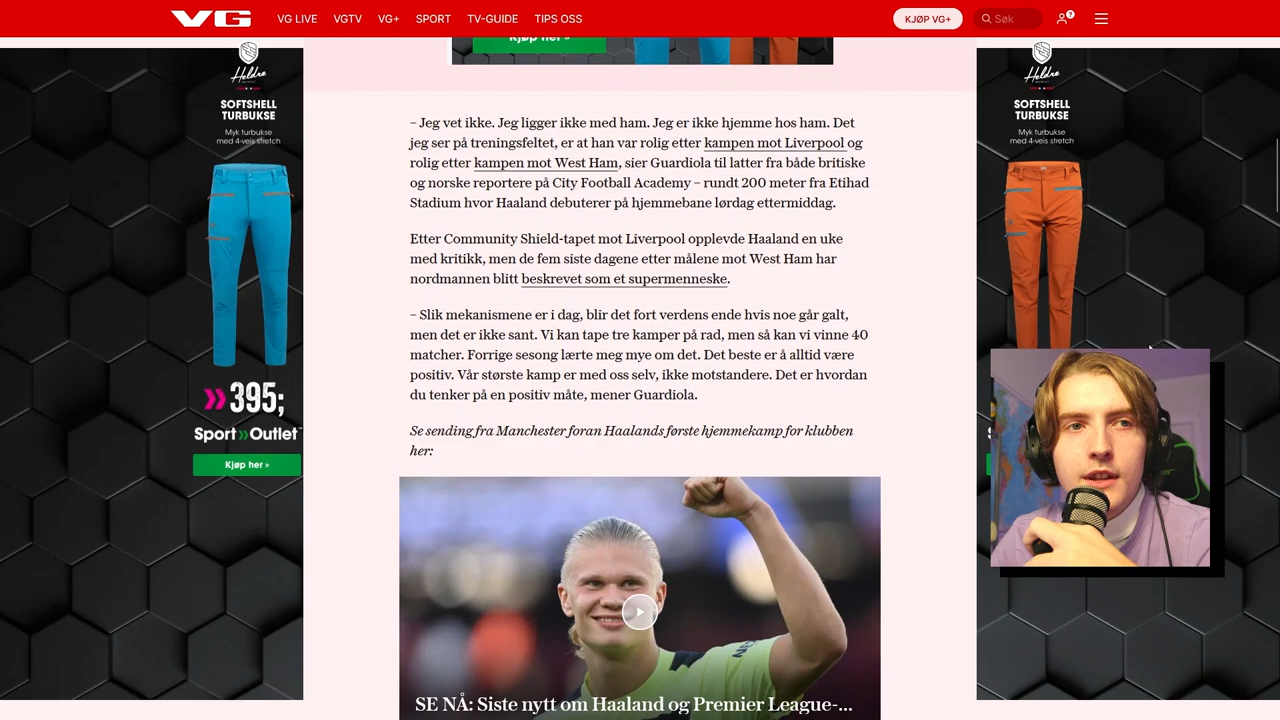 VG
VG LIVE
VGTV
VG+
SPORT
TV-GUIDE
TIPS OSS
KJØP VG+
Søk
?
Kjøp her »
Heldre
SOFTSHELL
TURBUKSE
Myk turbukse
med 4-veis stretch
395;
Sport»Outlet
Kjøp her »
– Jeg vet ikke. Jeg ligger ikke med ham. Jeg er ikke hjemme hos ham. Det
jeg ser på treningsfeltet, er at han var rolig etter kampen mot Liverpool og
rolig etter kampen mot West Ham, sier Guardiola til latter fra både britiske
og norske reportere på City Football Academy – rundt 200 meter fra Etihad
Stadium hvor Haaland debuterer på hjemmebane lørdag ettermiddag.
Etter Community Shield-tapet mot Liverpool opplevde Haaland en uke
med kritikk, men de fem siste dagene etter målene mot West Ham har
nordmannen blitt beskrevet som et supermenneske.
– Slik mekanismene er i dag, blir det fort verdens ende hvis noe går galt,
men det er ikke sant. Vi kan tape tre kamper på rad, men så kan vi vinne 40
matcher. Forrige sesong lærte meg mye om det. Det beste er å alltid være
positiv. Vår største kamp er med oss selv, ikke motstandere. Det er hvordan
du tenker på en positiv måte, mener Guardiola.
Se sending fra Manchester foran Haalands første hjemmekamp for klubben
her:
SE NÅ: Siste nytt om Haaland og Premier League-...
Heldre
SOFTSHELL
TURBUKSE
Myk turbukse
med 4-veis stretch